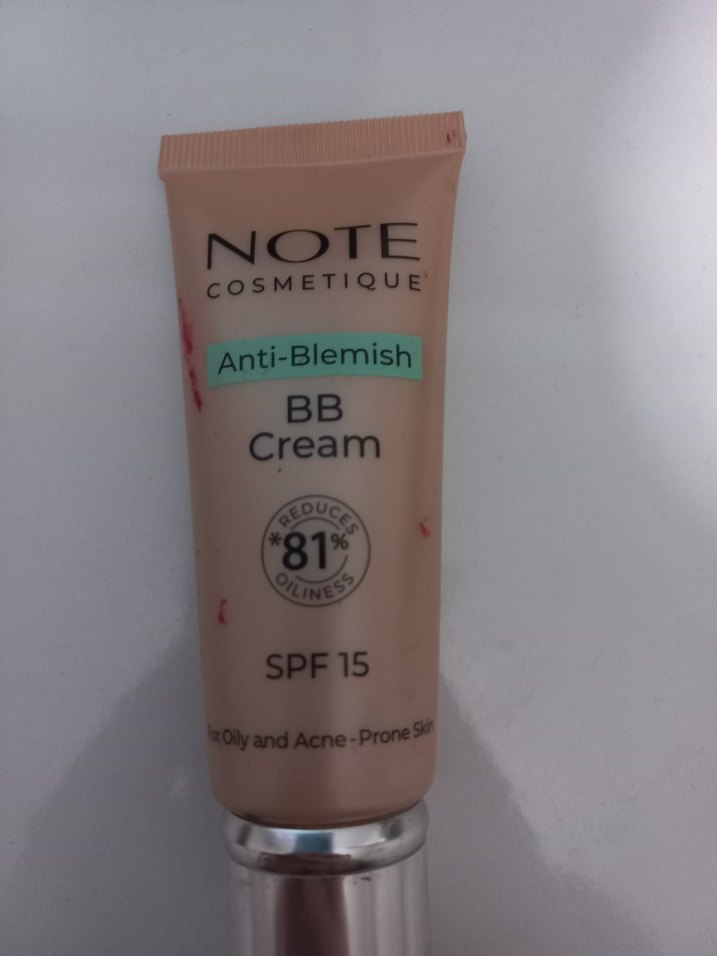 NOTE
COSMETIQUE
Anti-Blemish
BB
Cream
REDUCES
*81%
OILINESS
SPF 15
For Oily and Acne-Prone Skin